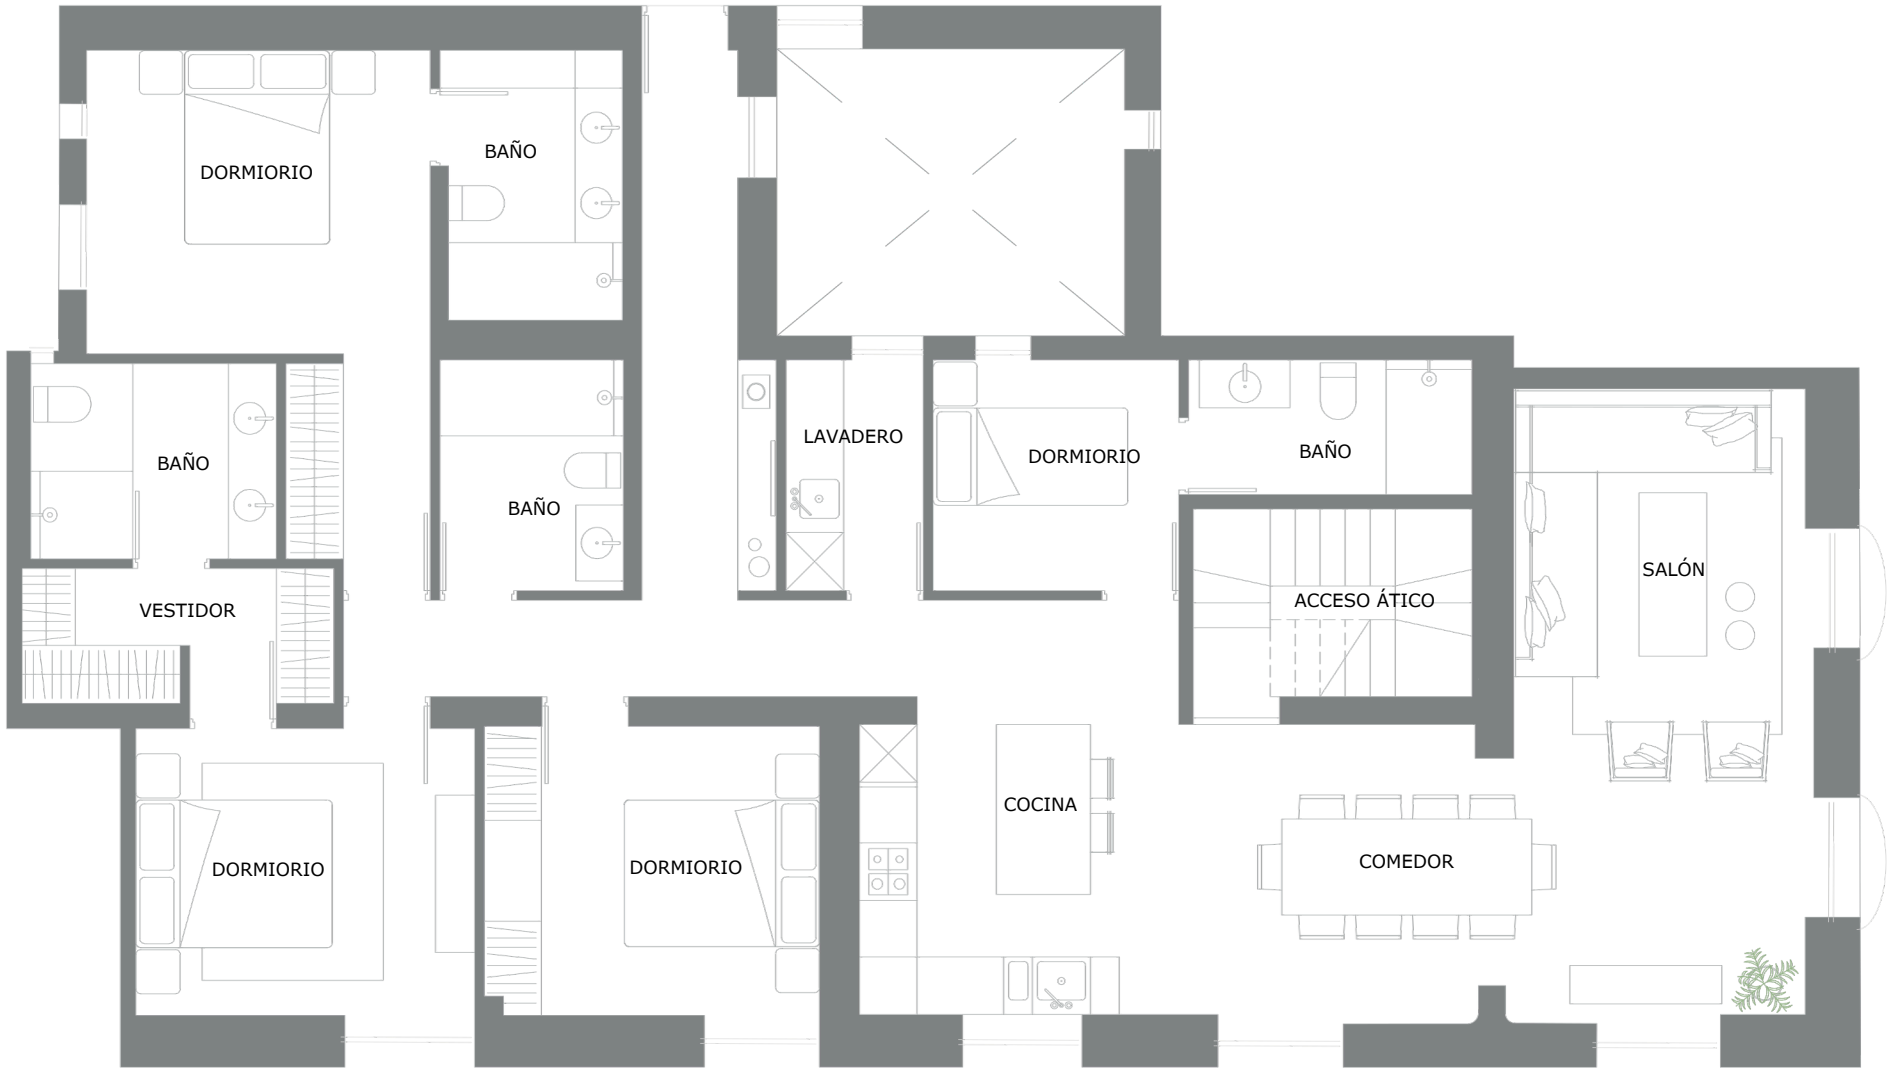 BAÑO
DORMIORIO
LAVADERO
DORMIORIO
BAÑO
BAÑO
BAÑO
SALÓN
ACCESO ÁTICO
VESTIDOR
COCINA
COMEDOR
DORMIORIO
DORMIORIO